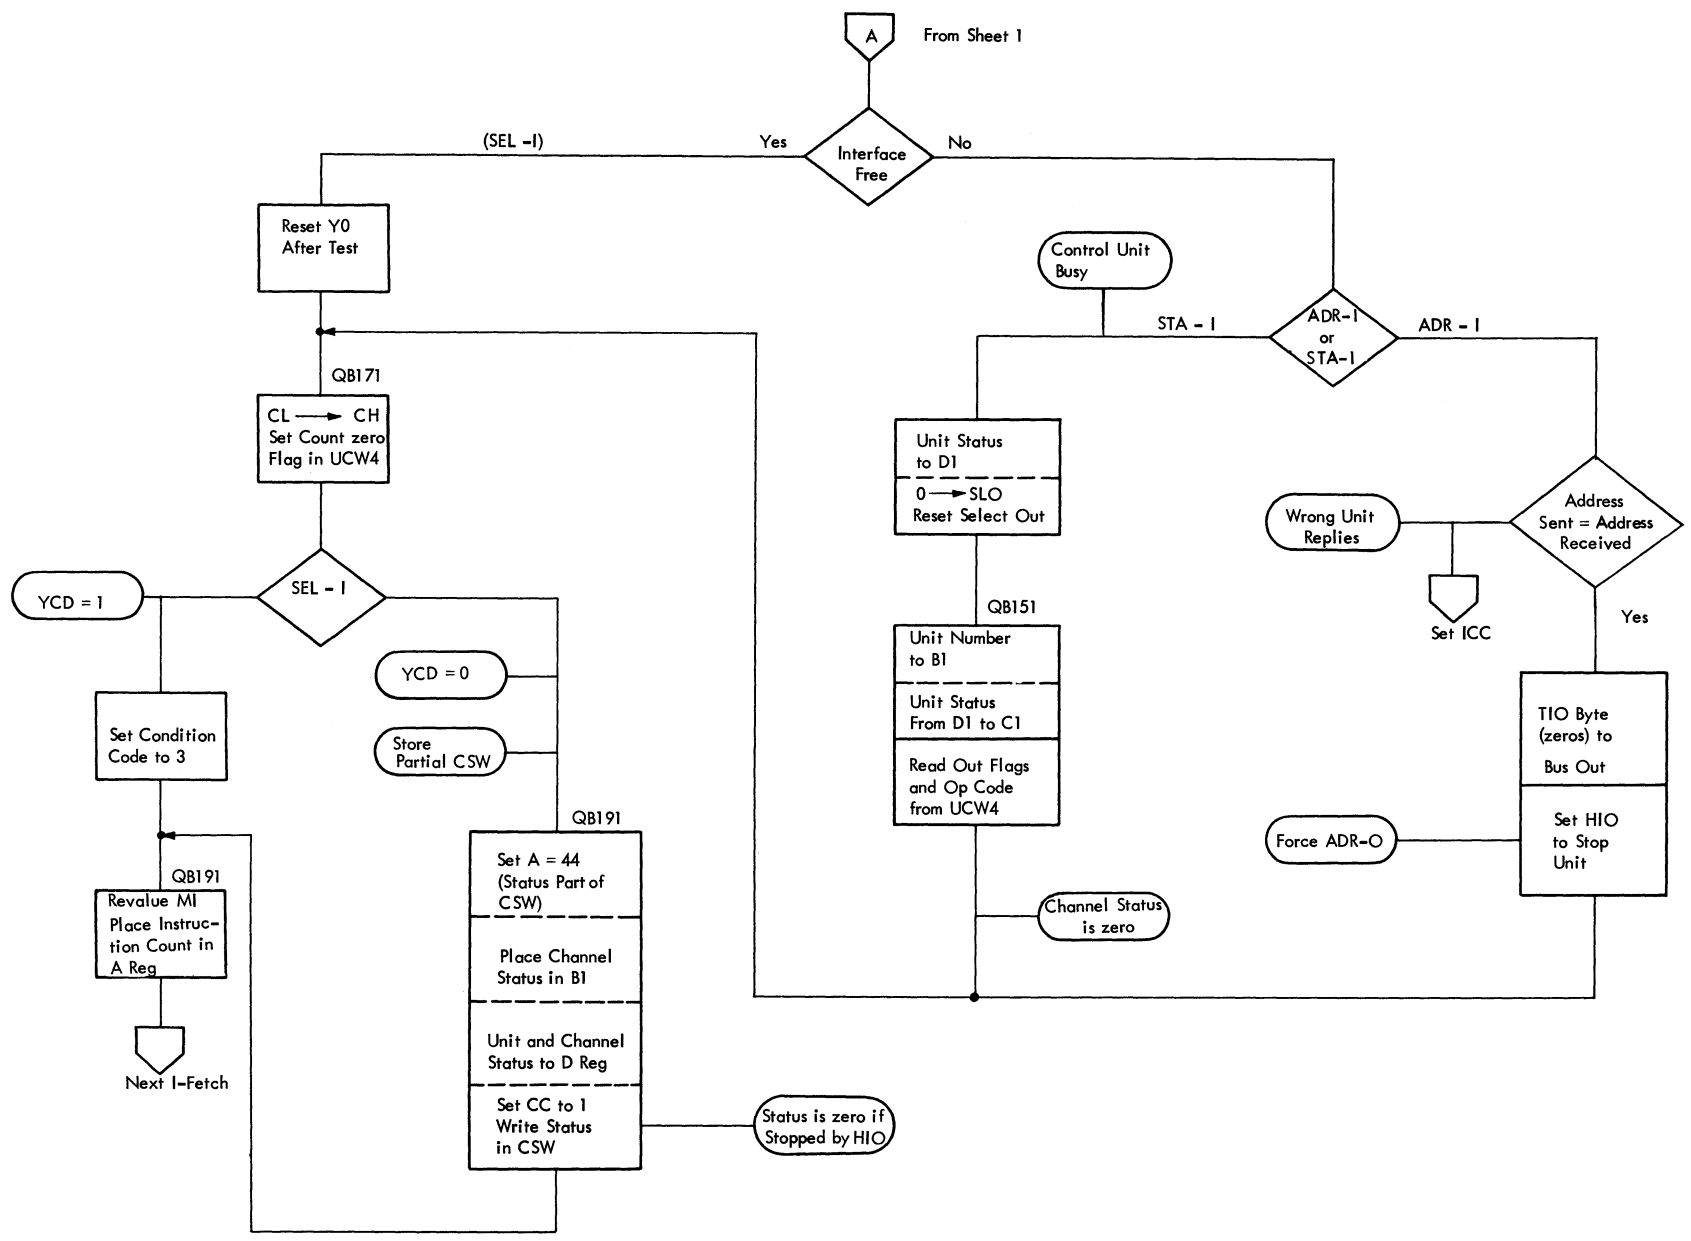 A
From Sheet 1
(SEL -I)
Yes
Interface
Free
No
Reset Y0
After Test
Control Unit
Busy
STA - I
ADR-I
or
STA-I
ADR - I
QB171
CL → CH
Set Count zero
Flag in UCW4
Unit Status
to D1
0 → SLO
Reset Select Out
Wrong Unit
Replies
Address
Sent = Address
Received
Set ICC
Yes
YCD = 1
SEL - I
QB151
Unit Number
to B1
Unit Status
From D1 to C1
Read Out Flags
and Op Code
from UCW4
YCD = 0
Store
Partial CSW
Set Condition
Code to 3
TIO Byte
(zeros) to
Bus Out
Set HIO
to Stop
Unit
Force ADR-O
QB191
Set A = 44
(Status Part of
CSW)
Place Channel
Status in B1
Unit and Channel
Status to D Reg
Set CC to 1
Write Status
in CSW
QB191
Revalue MI
Place Instruc-
tion Count in
A Reg
Channel Status
is zero
Next I-Fetch
Status is zero if
Stopped by HIO